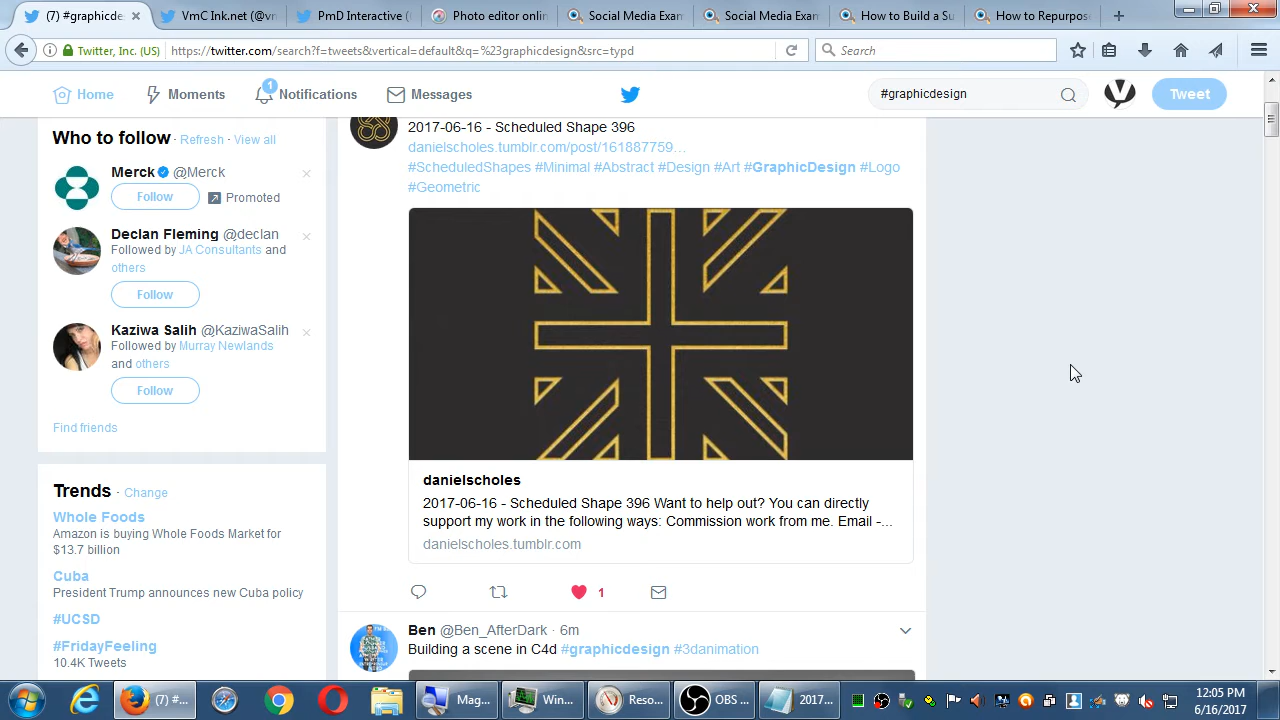 (7) #graphicde
VmC Ink.net (@vn
PmD Interactive (
Photo editor onlin
Social Media Exam
Social Media Exam
How to Build a Su
How to Repurpos
Twitter, Inc. (US)
https://twitter.com/search?f=tweets&vertical=default&q=%23graphicdesign&src=typd
Search
Home
Moments
1
Notifications
Messages
#graphicdesign
Tweet
Who to follow · Refresh · View all
Merck @Merck
Follow
Promoted
Declan Fleming @declan
Followed by JA Consultants and
others
Follow
Kaziwa Salih @KaziwaSalih
Followed by Murray Newlands
and others
Follow
Find friends
Trends · Change
Whole Foods
Amazon is buying Whole Foods Market for
$13.7 billion
Cuba
President Trump announces new Cuba policy
#UCSD
#FridayFeeling
10.4K Tweets
2017-06-16 - Scheduled Shape 396
danielscholes.tumblr.com/post/161887759…
#ScheduledShapes #Minimal #Abstract #Design #Art #GraphicDesign #Logo
#Geometric
danielscholes
2017-06-16 - Scheduled Shape 396 Want to help out? You can directly
support my work in the following ways: Commission work from me. Email -...
danielscholes.tumblr.com
1
Ben @Ben_AfterDark · 6m
Building a scene in C4d #graphicdesign #3danimation
(7) #...
Mag...
Win...
Reso...
OBS ...
2017...
12:05 PM
6/16/2017